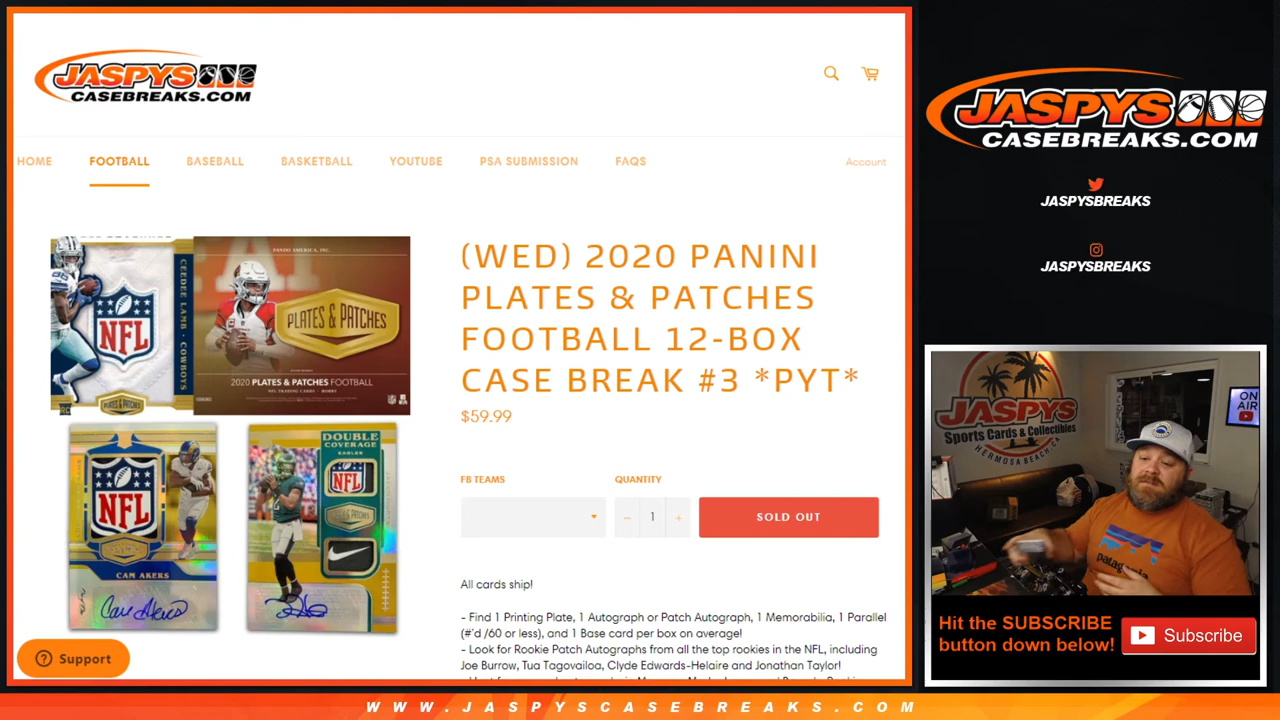 JASPYS
CASEBREAKS.COM
HOME
FOOTBALL
BASEBALL
BASKETBALL
YOUTUBE
PSA SUBMISSION
FAQS
Account
(WED) 2020 PANINI
PLATES & PATCHES
FOOTBALL 12-BOX
CASE BREAK #3 *PYT*
$59.99
FB TEAMS
QUANTITY
1
SOLD OUT
All cards ship!
- Find 1 Printing Plate, 1 Autograph or Patch Autograph, 1 Memorabilia, 1 Parallel
(#'d /60 or less), and 1 Base card per box on average!
- Look for Rookie Patch Autographs from all the top rookies in the NFL, including
Joe Burrow, Tua Tagovailoa, Clyde Edwards-Helaire and Jonathan Taylor!
NFL
CEEDEE LAMB · COWBOYS
PLATES & PATCHES
2020 PLATES & PATCHES FOOTBALL
NFL
CAM AKERS
DOUBLE
COVERAGE
EAGLES
NFL
Support
JASPYS
CASEBREAKS.COM
JASPYSBREAKS
JASPYSBREAKS
JASPYS
Sports Cards & Collectibles
HERMOSA BEACH, CA
ON
AIR
patagonia
Hit the SUBSCRIBE
button down below!
Subscribe
WWW.JASPYSCASEBREAKS.COM